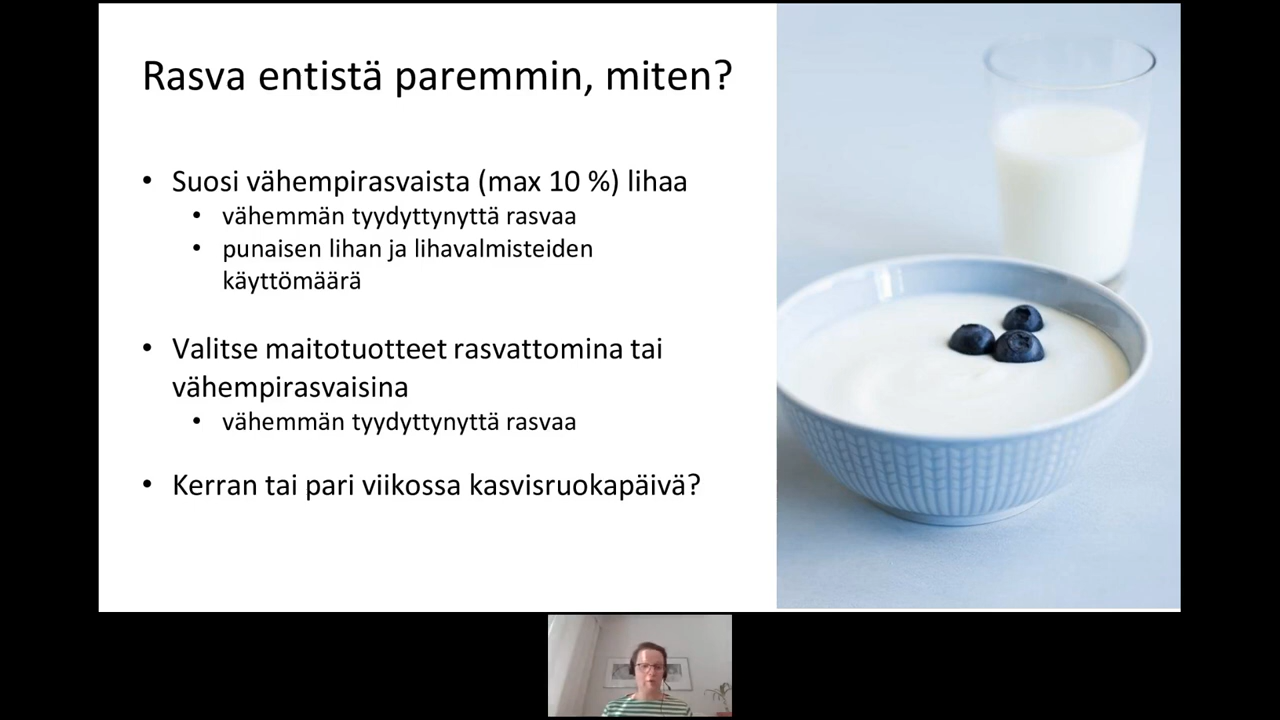 Rasva entistä paremmin, miten?
• Suosi vähempirasvaista (max 10 %) lihaa
• vähemmän tyydyttynyttä rasvaa
• punaisen lihan ja lihavalmisteiden
käyttömäärä
• Valitse maitotuotteet rasvattomina tai
vähempirasvaisina
• vähemmän tyydyttynyttä rasvaa
• Kerran tai pari viikossa kasvisruokapäivä?